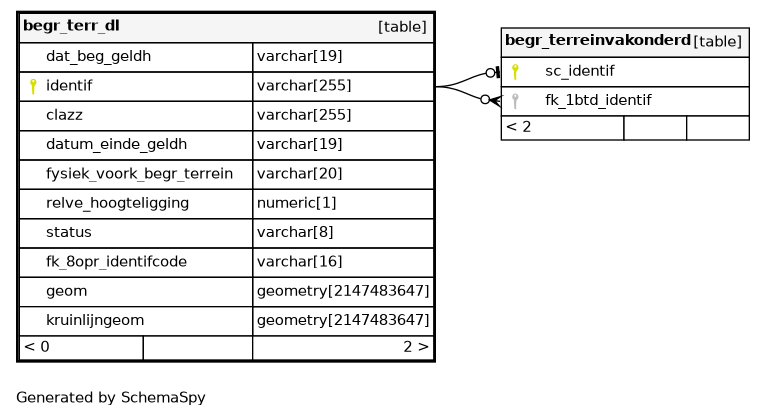 begr_terr_dl [table]
dat_beg_geldh varchar[19]
identif varchar[255]
clazz varchar[255]
datum_einde_geldh varchar[19]
fysiek_voork_begr_terrein varchar[20]
relve_hoogteligging numeric[1]
status varchar[8]
fk_8opr_identifcode varchar[16]
geom geometry[2147483647]
kruinlijngeom geometry[2147483647]
< 0 2 >
begr_terreinvakonderd [table]
sc_identif
fk_1btd_identif
< 2
Generated by SchemaSpy